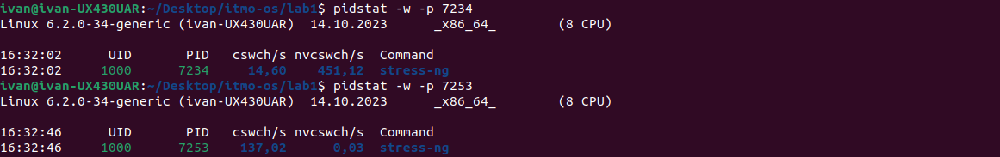 ivan@ivan-UX430UAR:~/Desktop/itmo-os/lab1$ pidstat -w -p 7234
Linux 6.2.0-34-generic (ivan-UX430UAR)  14.10.2023      _x86_64_        (8 CPU)
16:32:02      UID       PID   cswch/s nvcswch/s  Command
16:32:02     1000      7234     14,60    451,12  stress-ng
ivan@ivan-UX430UAR:~/Desktop/itmo-os/lab1$ pidstat -w -p 7253
Linux 6.2.0-34-generic (ivan-UX430UAR)  14.10.2023      _x86_64_        (8 CPU)
16:32:46      UID       PID   cswch/s nvcswch/s  Command
16:32:46     1000      7253    137,02      0,03  stress-ng